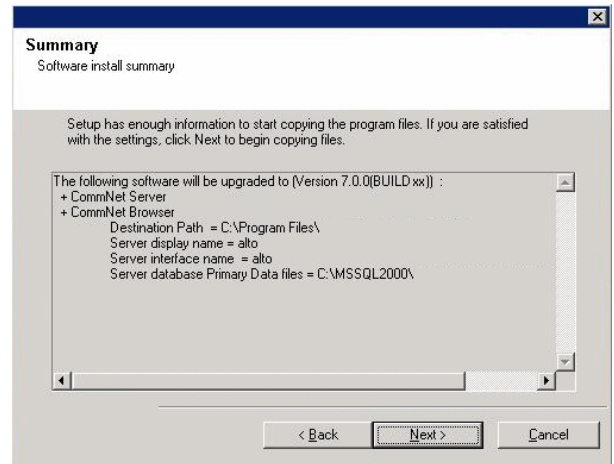 Summary
Software install summary
Setup has enough information to start copying the program files. If you are satisfied
with the settings, click Next to begin copying files.
The following software will be upgraded to (Version 7.0.0(BUILD xx)) :
+ CommNet Server
+ CommNet Browser
Destination Path = C:\Program Files\
Server display name = alto
Server interface name = alto
Server database Primary Data files = C:\MSSQL2000\
< Back
Next >
Cancel